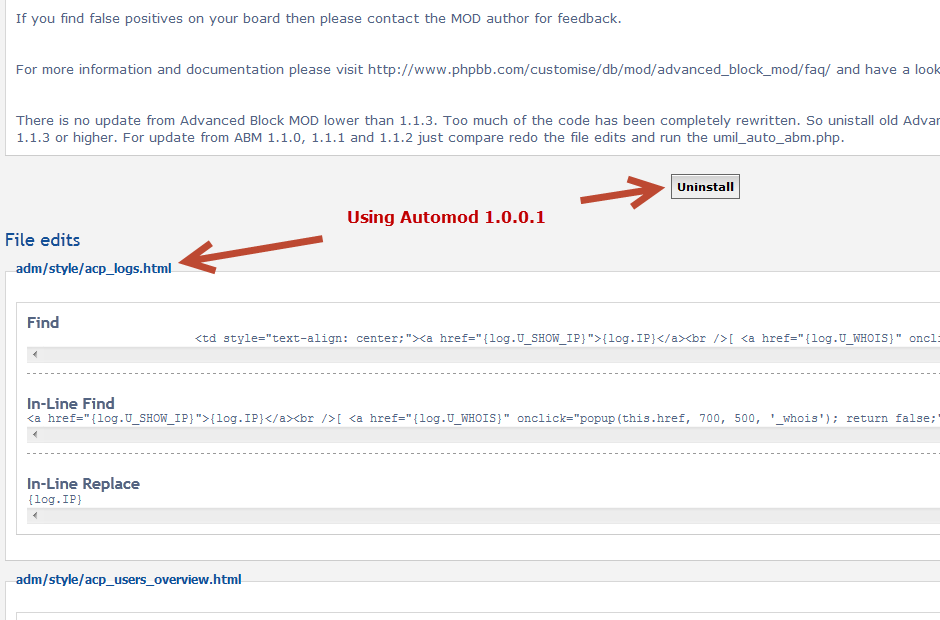 If you find false positives on your board then please contact the MOD author for feedback.
For more information and documentation please visit http://www.phpbb.com/customise/db/mod/advanced_block_mod/faq/ and have a look
There is no update from Advanced Block MOD lower than 1.1.3. Too much of the code has been completely rewritten. So unistall old Advar
1.1.3 or higher. For update from ABM 1.1.0, 1.1.1 and 1.1.2 just compare redo the file edits and run the umil_auto_abm.php.
Uninstall
Using Automod 1.0.0.1
File edits
adm/style/acp_logs.html
Find
<td style="text-align: center;"><a href="{log.U_SHOW_IP}">{log.IP}</a><br />[ <a href="{log.U_WHOIS}" oncli
In-Line Find
<a href="{log.U_SHOW_IP}">{log.IP}</a><br />[ <a href="{log.U_WHOIS}" onclick="popup(this.href, 700, 500, '_whois'); return false;"
In-Line Replace
{log.IP}
adm/style/acp_users_overview.html